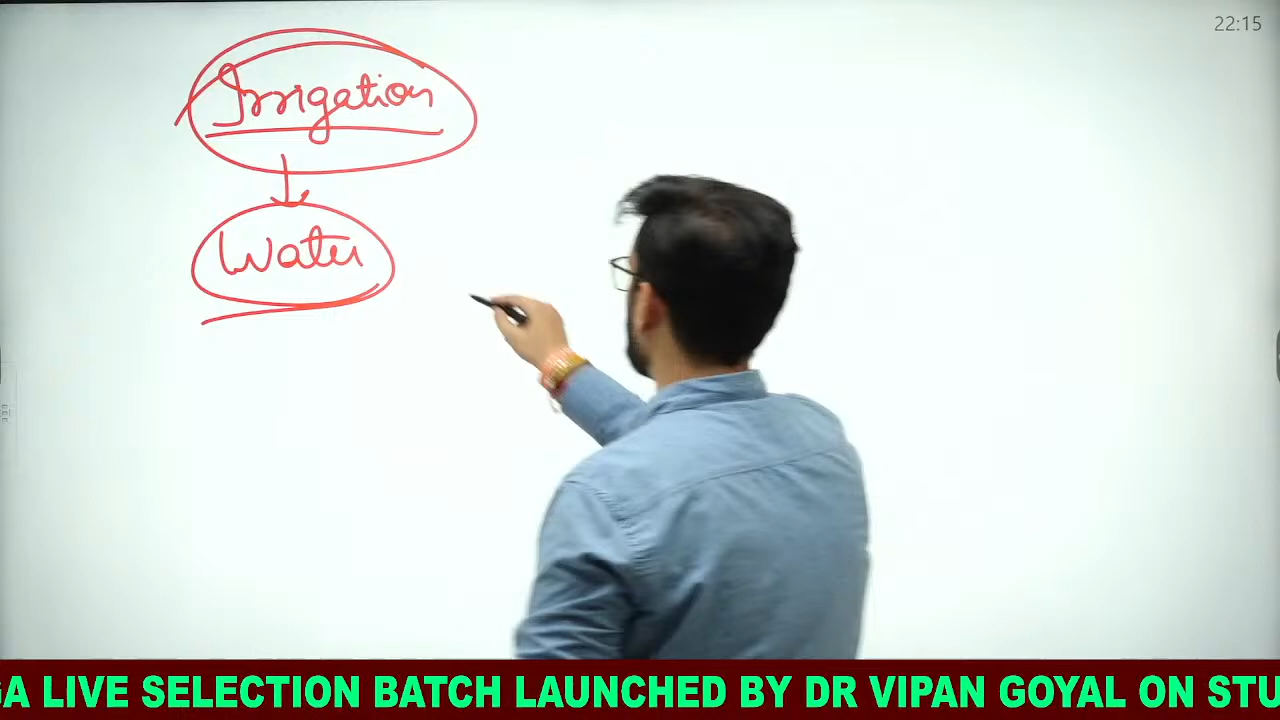 22:15
Irrigation
Water
GA LIVE SELECTION BATCH LAUNCHED BY DR VIPAN GOYAL ON STU